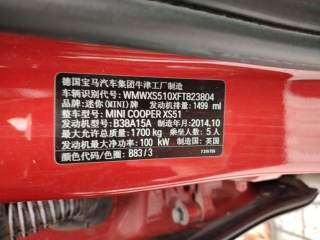 德国宝马汽车集团牛津工厂制造
车辆识别代号: WMWXS510XFT823804
品牌: 迷你(MINI)牌 发动机排量: 1499 ml
型号: MINI COOPER XS51
发动机型号: B38A15A 制造年月: 2014.10
最大允许总质量: 1700 kg 乘坐人数: 5 人
发动机最大净功率: 100 kW 制造国: 英国
颜色代码/色圈: B83 / 3